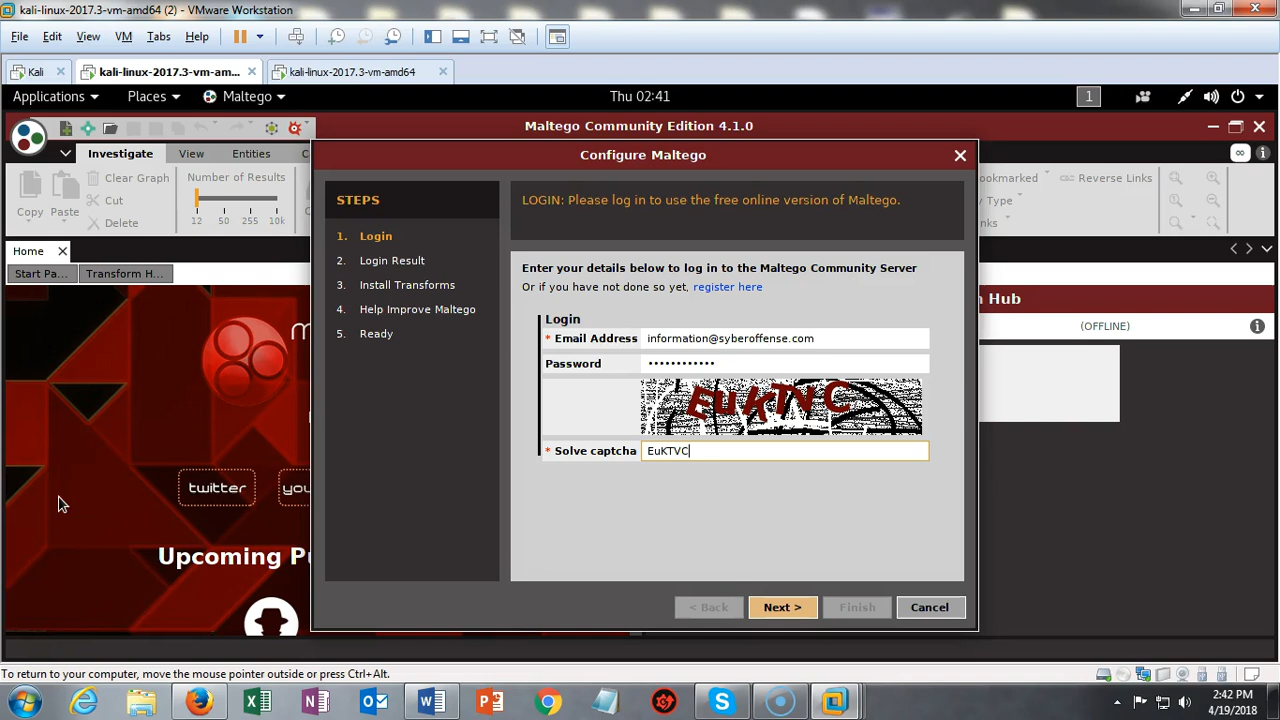 kali-linux-2017.3-vm-amd64 (2) - VMware Workstation
File Edit View VM Tabs Help
Kali kali-linux-2017.3-vm-am... kali-linux-2017.3-vm-amd64
Applications Places Maltego Thu 02:41 1
Maltego Community Edition 4.1.0
Investigate View Entities C
Configure Maltego
Copy Paste Clear Graph Cut Delete
Number of Results
12 50 255 10k
ookmarked Reverse Links
y Type
nks
Home
Start Pa... Transform H...
n Hub
(OFFLINE)
STEPS
1. Login
2. Login Result
3. Install Transforms
4. Help Improve Maltego
5. Ready
LOGIN: Please log in to use the free online version of Maltego.
Enter your details below to log in to the Maltego Community Server
Or if you have not done so yet, register here
Login
* Email Address information@syberoffense.com
Password ••••••••••••
EuKTVC
* Solve captcha EuKTVC
m
twitter you
Upcoming Pu
< Back Next > Finish Cancel
To return to your computer, move the mouse pointer outside or press Ctrl+Alt.
2:42 PM
4/19/2018